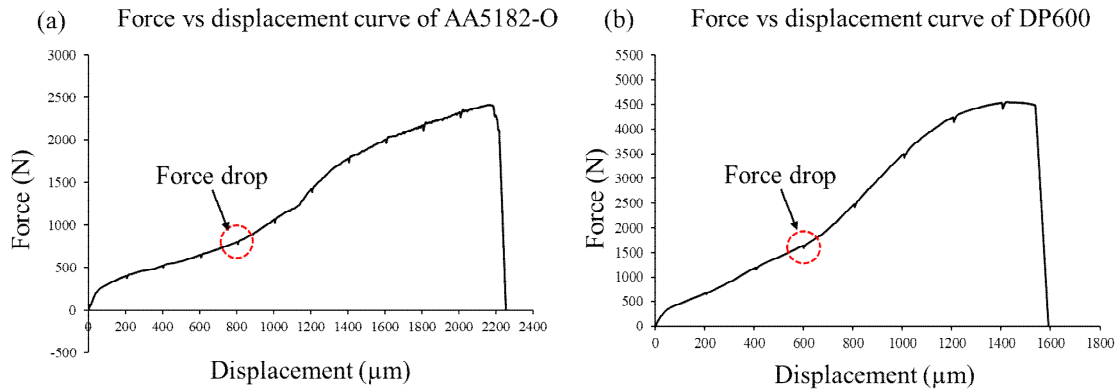 (a) Force vs displacement curve of AA5182-O
3000
2500
2000
1500
1000
500
0
-500
Force (N)
Force drop
0 200 400 600 800 1000 1200 1400 1600 1800 2000 2200 2400
Displacement (µm)
(b) Force vs displacement curve of DP600
5500
5000
4500
4000
3500
3000
2500
2000
1500
1000
500
0
Force (N)
Force drop
0 200 400 600 800 1000 1200 1400 1600 1800
Displacement (µm)